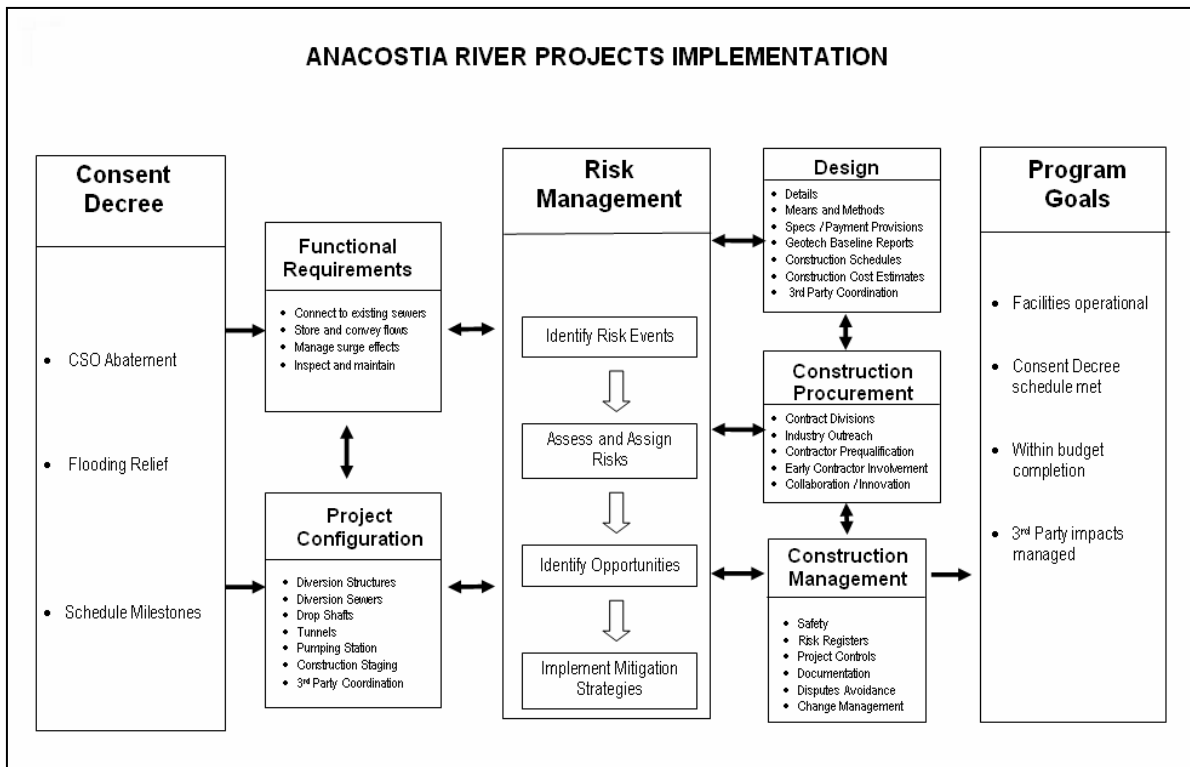 ANACOSTIA RIVER PROJECTS IMPLEMENTATION
Consent
Decree
• CSO Abatement
• Flooding Relief
• Schedule Milestones
Functional
Requirements
• Connect to existing sewers
• Store and convey flows
• Manage surge effects
• Inspect and maintain
Project
Configuration
• Diversion Structures
• Diversion Sewers
• Drop Shafts
• Tunnels
• Pumping Station
• Construction Staging
• 3rd Party Coordination
Risk
Management
Identify Risk Events
Assess and Assign
Risks
Identify Opportunities
Implement Mitigation
Strategies
Design
• Details
• Means and Methods
• Specs / Payment Provisions
• Geotech Baseline Reports
• Construction Schedules
• Construction Cost Estimates
• 3rd Party Coordination
Construction
Procurement
• Contract Divisions
• Industry Outreach
• Contractor Prequalification
• Early Contractor Involvement
• Collaboration / Innovation
Construction
Management
• Safety
• Risk Registers
• Project Controls
• Documentation
• Disputes Avoidance
• Change Management
Program
Goals
• Facilities operational
• Consent Decree
schedule met
• Within budget
completion
• 3rd Party impacts
managed